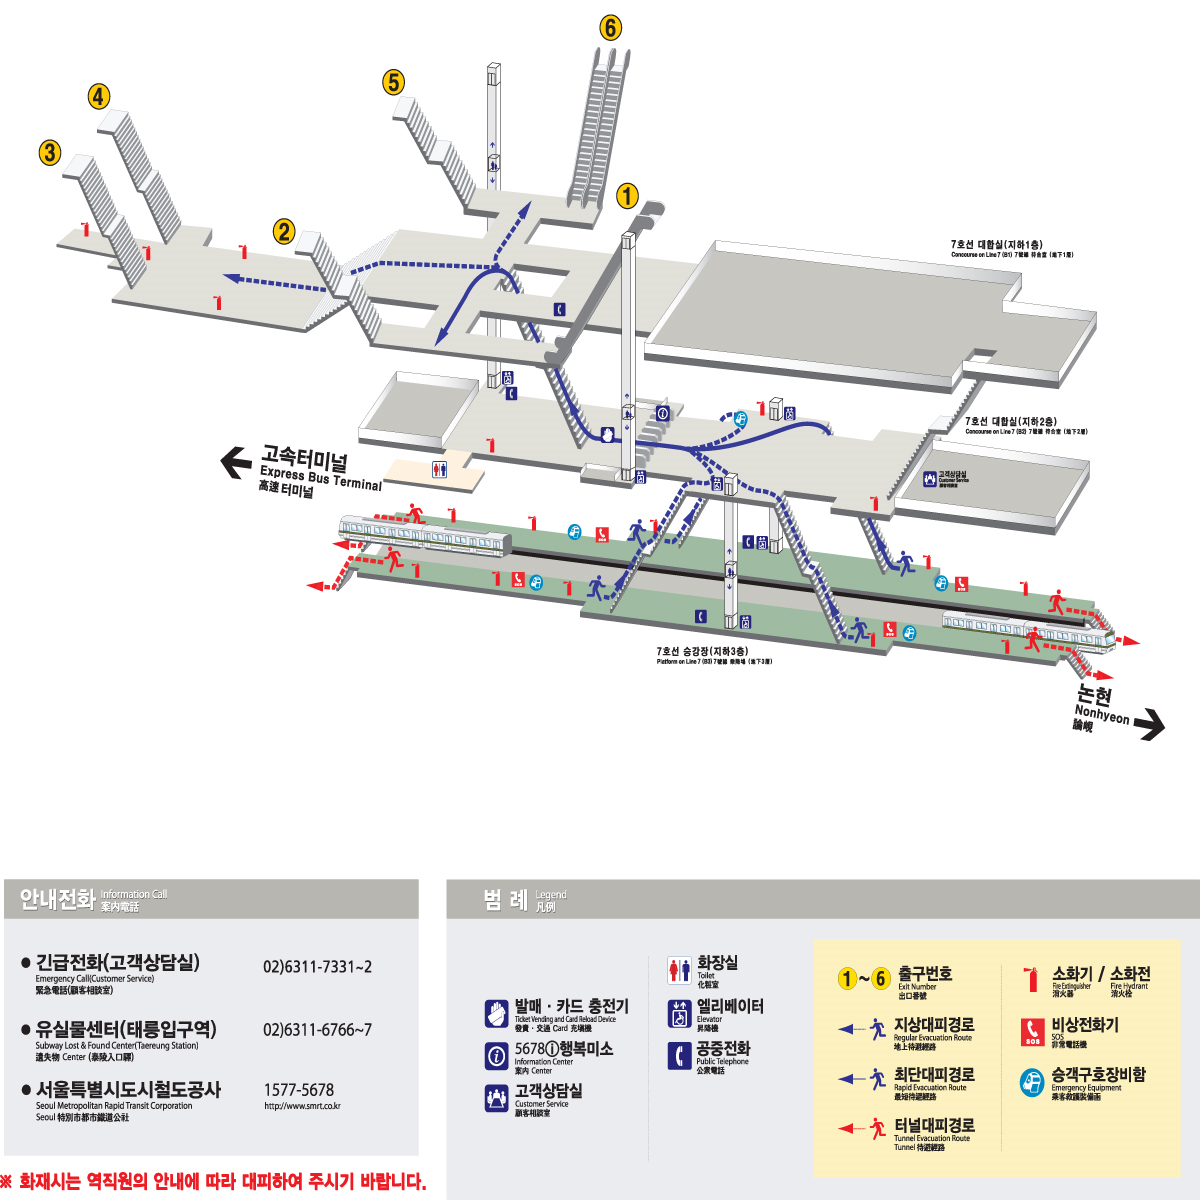 6
5
4
3
1
2
7호선 대합실(지하1층)
Concourse on Line 7 (B1) 7號線 待合室 (地下1層)
7호선 대합실(지하2층)
Concourse on Line 7 (B2) 7號線 待合室 (地下2層)
고속터미널
Express Bus Terminal
高速터미널
고객상담실
Customer Service
顧客相談室
SOS
SOS
SOS
SOS
7호선 승강장(지하3층)
Platform on Line 7 (B3) 7號線 乘降場 (地下3層)
논현
Nonhyeon
論峴
안내전화 Information Call
案內電話
● 긴급전화(고객상담실) 02)6311-7331~2
Emergency Call(Customer Service)
緊急電話(顧客相談室)
● 유실물센터(태릉입구역) 02)6311-6766~7
Subway Lost & Found Center(Taereung Station)
遺失物 Center (泰陵入口驛)
● 서울특별시도시철도공사 1577-5678
Seoul Metropolitan Rapid Transit Corporation http://www.smrt.co.kr
Seoul 特別市都市鐵道公社
※ 화재시는 역직원의 안내에 따라 대피하여 주시기 바랍니다.
범 례 Legend
凡例
발매 · 카드 충전기
Ticket Vending and Card Reload Device
發賣 · 交通 Card 充塡機
5678ⓘ행복미소
Information Center
案內 Center
고객상담실
Customer Service
顧客相談室
화장실
Toilet
化粧室
엘리베이터
Elevator
昇降機
공중전화
Public Telephone
公衆電話
1 ~ 6 출구번호
Exit Number
出口番號
지상대피경로
Regular Evacuation Route
地上待避經路
최단대피경로
Rapid Evacuation Route
最短待避經路
터널대피경로
Tunnel Evacuation Route
Tunnel 待避經路
소화기 / 소화전
Fire Extinguisher Fire Hydrant
消火器 消火栓
SOS
비상전화기
SOS
非常電話機
승객구호장비함
Emergency Equipment
乘客救護裝備函